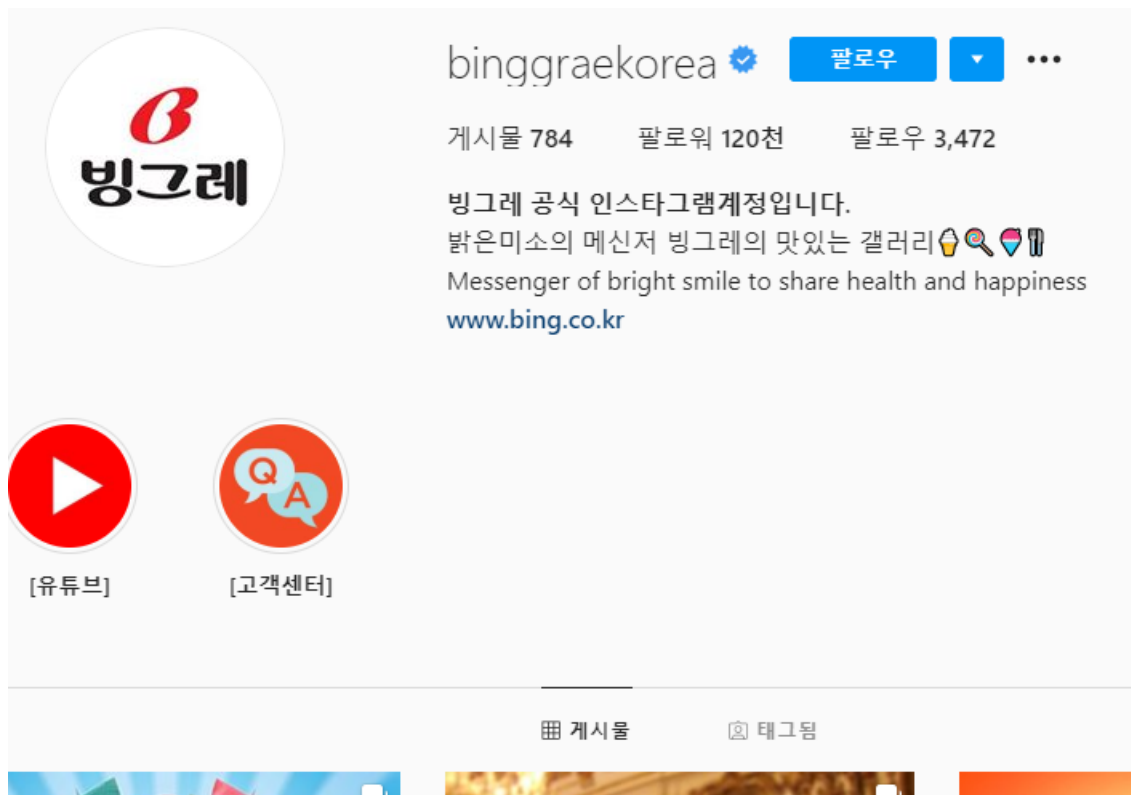 빙그레
binggraekorea
팔로우
게시물 784 팔로워 120천 팔로우 3,472
빙그레 공식 인스타그램계정입니다.
밝은미소의 메신저 빙그레의 맛있는 갤러리🍦🍭🍧🍴
Messenger of bright smile to share health and happiness
www.bing.co.kr
Q A
[유튜브] [고객센터]
게시물 태그됨